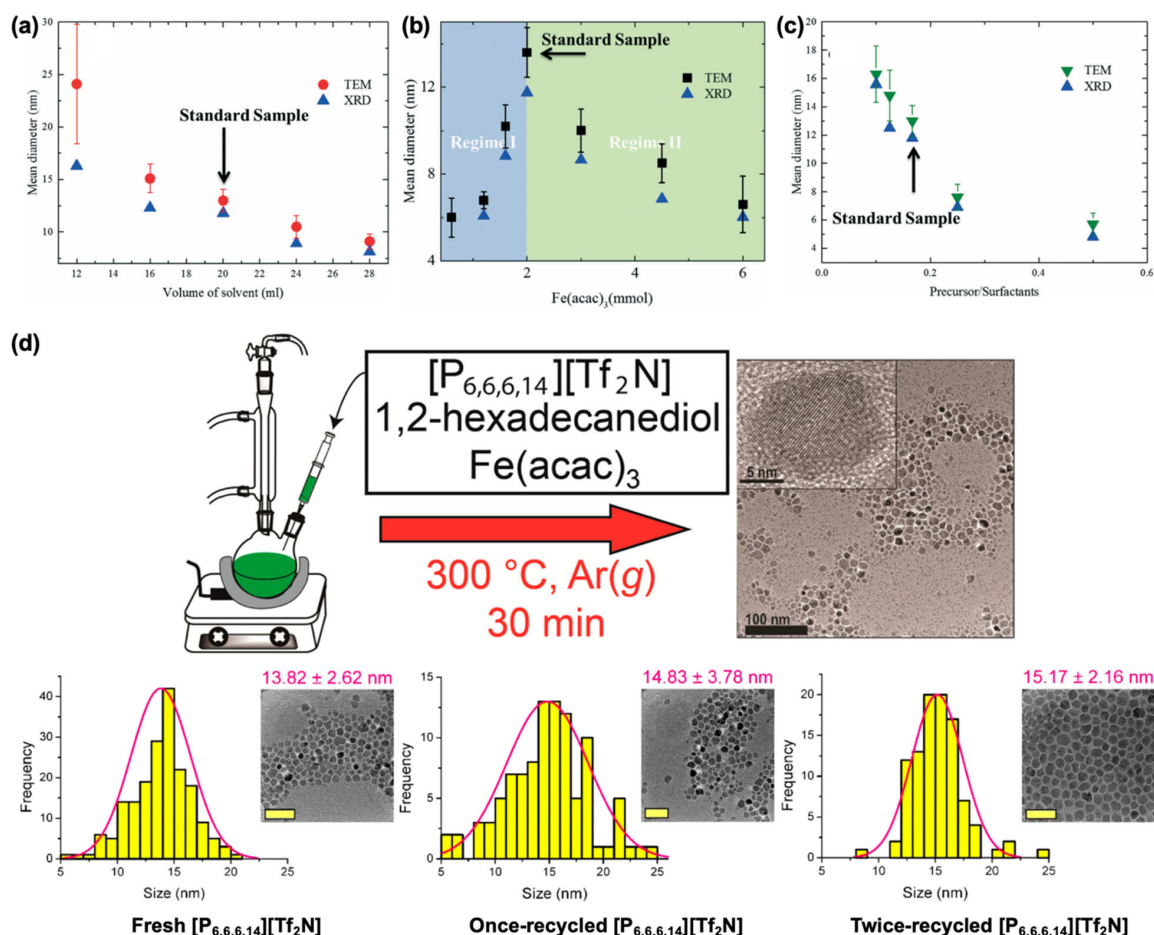 (a)
30
25
20
15
10
Mean diameter (nm)
12 14 16 18 20 22 24 26 28
Volume of solvent (ml)
TEM
XRD
Standard Sample
(b)
12
8
4
Mean diameter (nm)
0 2 4 6
Fe(acac)3(mmol)
Standard Sample
TEM
XRD
Regime I
Regime II
(c)
20
18
16
14
12
10
8
6
4
Mean diameter (nm)
0.0 0.2 0.4 0.6
Precursor/Surfactants
TEM
XRD
Standard Sample
(d)
[P6,6,6,14][Tf2N]
1,2-hexadecanediol
Fe(acac)3
300 °C, Ar(g)
30 min
5 nm
100 nm
13.82 ± 2.62 nm
40
30
20
10
0
Frequency
5 10 15 20 25
Size (nm)
Fresh [P6,6,6,14][Tf2N]
14.83 ± 3.78 nm
15
10
5
0
Frequency
5 10 15 20 25
Size (nm)
Once-recycled [P6,6,6,14][Tf2N]
15.17 ± 2.16 nm
20
15
10
5
0
Frequency
5 10 15 20 25
Size (nm)
Twice-recycled [P6,6,6,14][Tf2N]